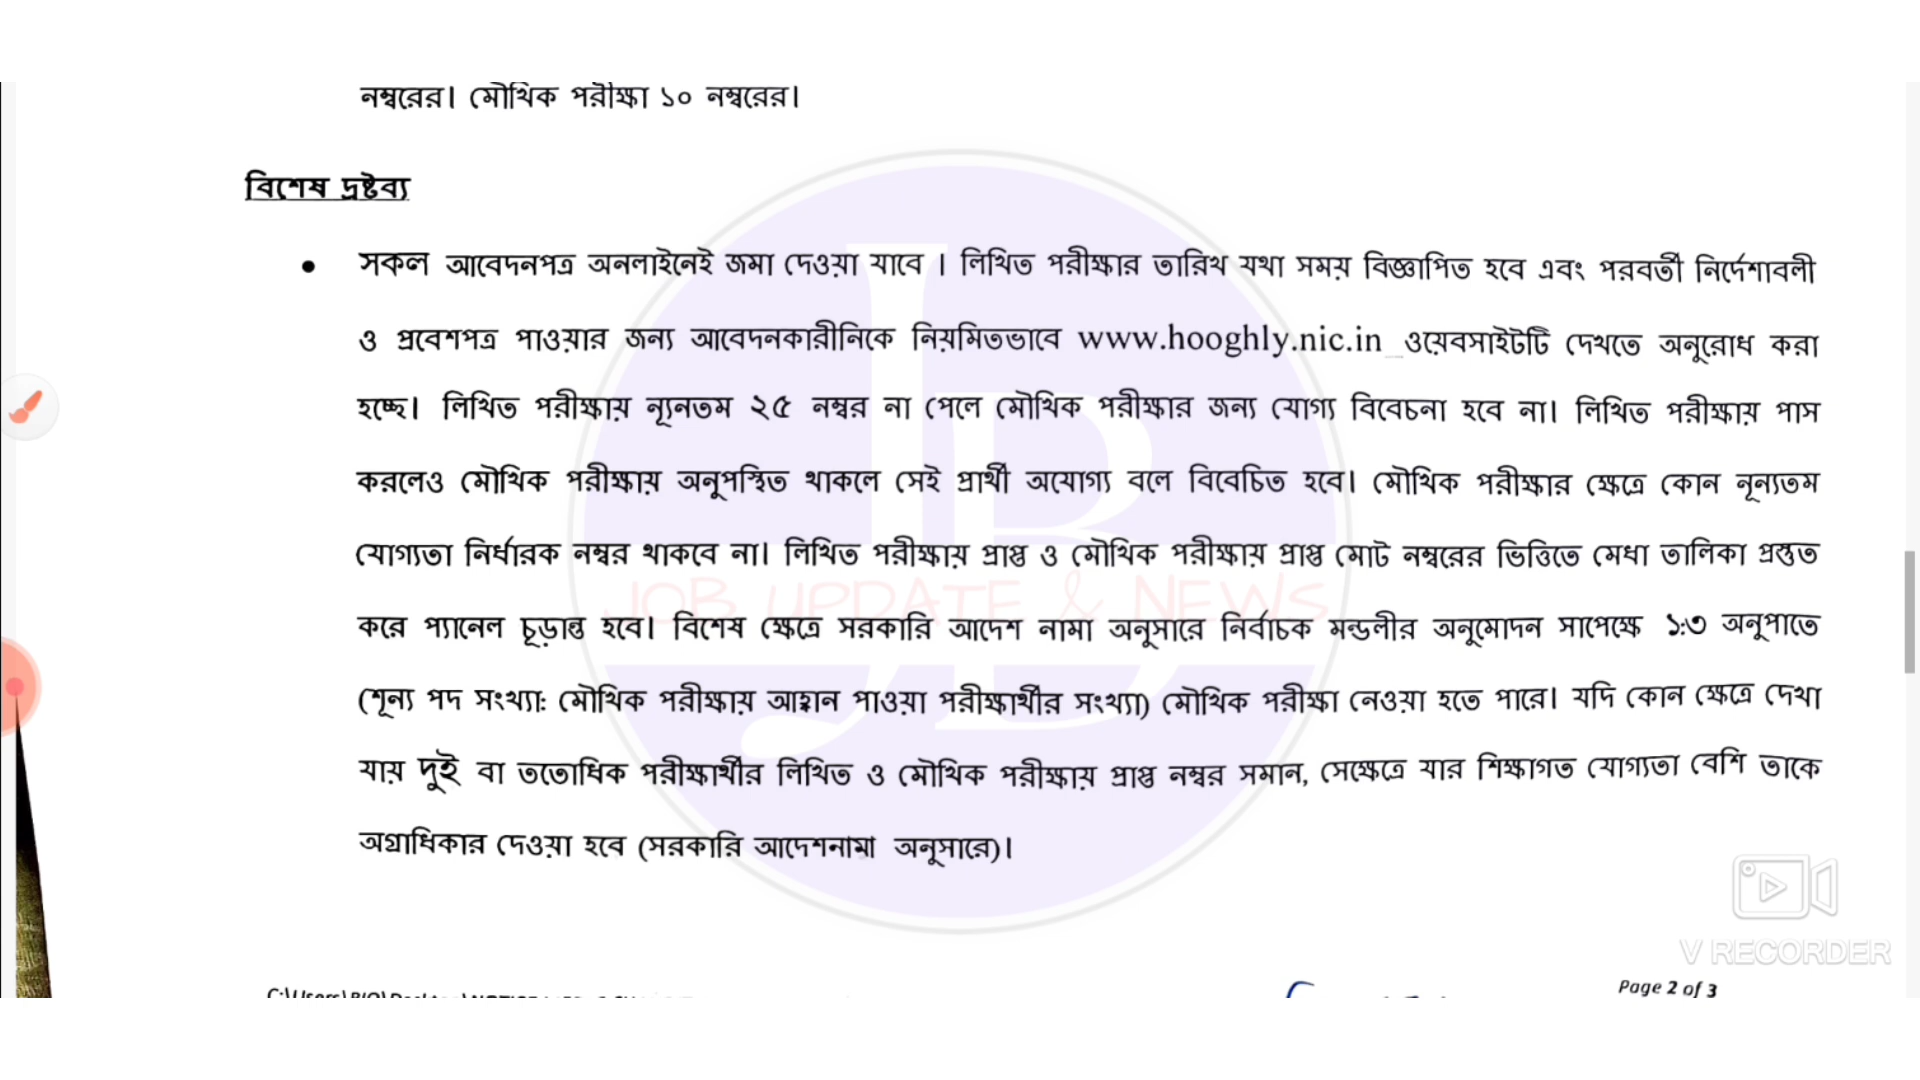 নম্বরের। মৌখিক পরীক্ষা ১০ নম্বরের।
বিশেষ দ্রষ্টব্য
• সকল আবেদনপত্র অনলাইনেই জমা দেওয়া যাবে । লিখিত পরীক্ষার তারিখ যথা সময় বিজ্ঞাপিত হবে এবং পরবর্তী নির্দেশাবলী
ও প্রবেশপত্র পাওয়ার জন্য আবেদনকারীনিকে নিয়মিতভাবে www.hooghly.nic.in ওয়েবসাইটটি দেখতে অনুরোধ করা
হচ্ছে। লিখিত পরীক্ষায় ন্যূনতম ২৫ নম্বর না পেলে মৌখিক পরীক্ষার জন্য যোগ্য বিবেচনা হবে না। লিখিত পরীক্ষায় পাস
করলেও মৌখিক পরীক্ষায় অনুপস্থিত থাকলে সেই প্রার্থী অযোগ্য বলে বিবেচিত হবে। মৌখিক পরীক্ষার ক্ষেত্রে কোন নূন্যতম
যোগ্যতা নির্ধারক নম্বর থাকবে না। লিখিত পরীক্ষায় প্রাপ্ত ও মৌখিক পরীক্ষায় প্রাপ্ত মোট নম্বরের ভিত্তিতে মেধা তালিকা প্রস্তুত
JOB UPDATE & NEWS
করে প্যানেল চূড়ান্ত হবে। বিশেষ ক্ষেত্রে সরকারি আদেশ নামা অনুসারে নির্বাচক মন্ডলীর অনুমোদন সাপেক্ষে ১:৩ অনুপাতে
(শূন্য পদ সংখ্যা: মৌখিক পরীক্ষায় আহ্বান পাওয়া পরীক্ষার্থীর সংখ্যা) মৌখিক পরীক্ষা নেওয়া হতে পারে। যদি কোন ক্ষেত্রে দেখা
যায় দুই বা ততোধিক পরীক্ষার্থীর লিখিত ও মৌখিক পরীক্ষায় প্রাপ্ত নম্বর সমান, সেক্ষেত্রে যার শিক্ষাগত যোগ্যতা বেশি তাকে
অগ্রাধিকার দেওয়া হবে (সরকারি আদেশনামা অনুসারে)।
V RECORDER
Page 2 of 3